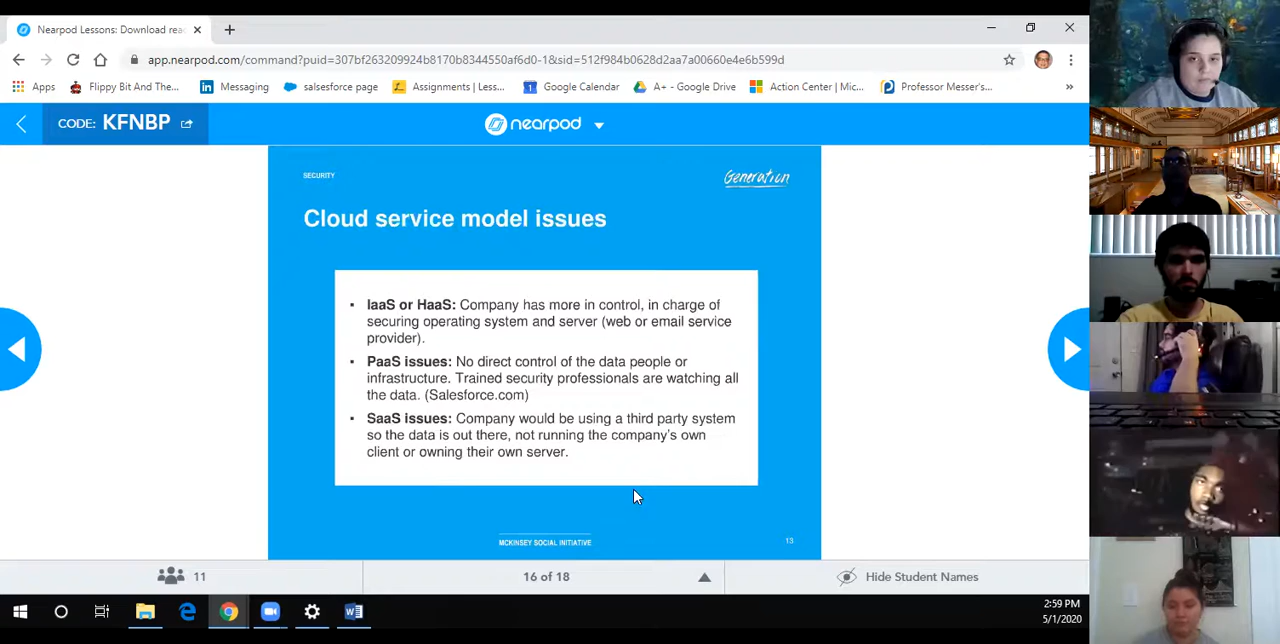 Nearpod Lessons: Download rea
app.nearpod.com/command?puid=307bf263209924b8170b8344550af6d0-1&sid=512f984b0628d2aa7a00660e4e6b599d
Apps Flippy Bit And The... Messaging salsesforce page Assignments | Less... Google Calendar A+ - Google Drive Action Center | Mic... Professor Messer's... »
CODE: KFNBP nearpod
SECURITY
Generation
Cloud service model issues
▪ IaaS or HaaS: Company has more in control, in charge of
securing operating system and server (web or email service
provider).
▪ PaaS issues: No direct control of the data people or
infrastructure. Trained security professionals are watching all
the data. (Salesforce.com)
▪ SaaS issues: Company would be using a third party system
so the data is out there, not running the company's own
client or owning their own server.
MCKINSEY SOCIAL INITIATIVE
13
11 16 of 18 Hide Student Names
2:59 PM
5/1/2020